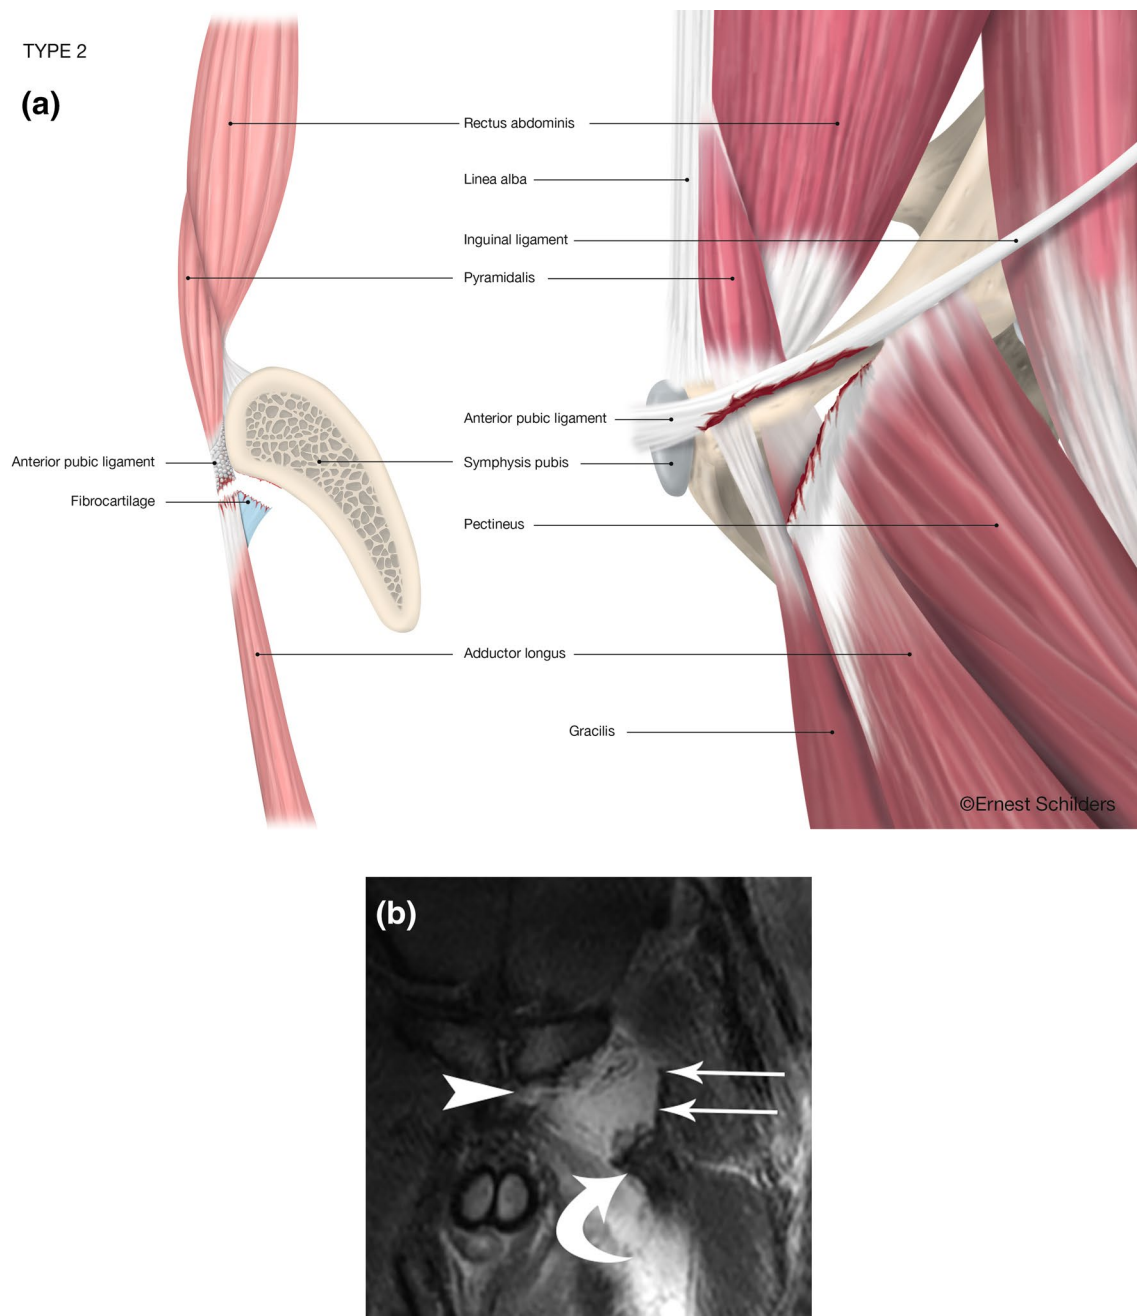 TYPE 2
(a)
Rectus abdominis
Linea alba
Inguinal ligament
Pyramidalis
Anterior pubic ligament
Anterior pubic ligament
Symphysis pubis
Fibrocartilage
Pectineus
Adductor longus
Gracilis
©Ernest Schilders
(b)